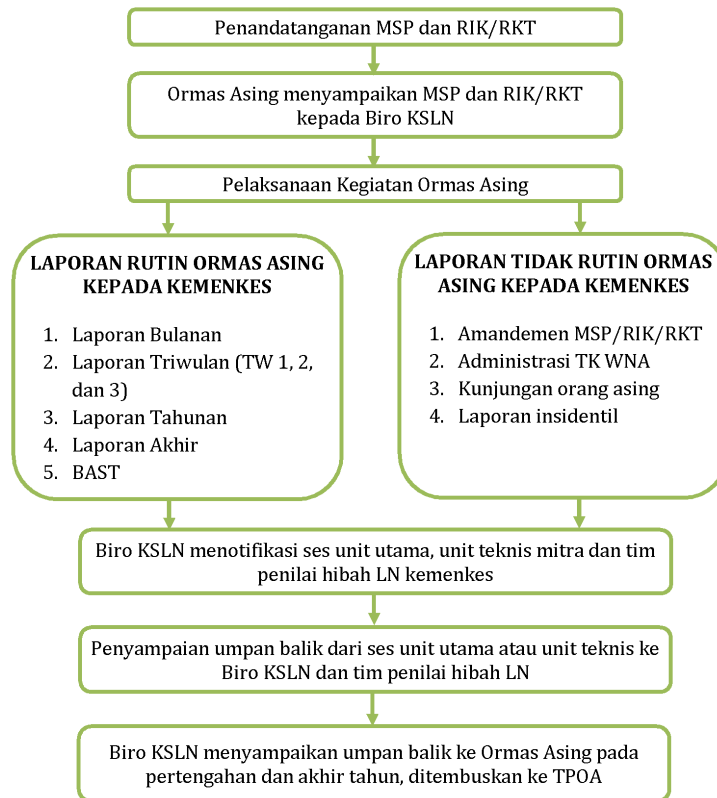 Penandatanganan MSP dan RIK/RKT
Ormas Asing menyampaikan MSP dan RIK/RKT
kepada Biro KSLN
Pelaksanaan Kegiatan Ormas Asing
LAPORAN RUTIN ORMAS ASING
KEPADA KEMENKES
1. Laporan Bulanan
2. Laporan Triwulan (TW 1, 2,
dan 3)
3. Laporan Tahunan
4. Laporan Akhir
5. BAST
LAPORAN TIDAK RUTIN ORMAS
ASING KEPADA KEMENKES
1. Amandemen MSP/RIK/RKT
2. Administrasi TK WNA
3. Kunjungan orang asing
4. Laporan insidentil
Biro KSLN menotifikasi ses unit utama, unit teknis mitra dan tim
penilai hibah LN kemenkes
Penyampaian umpan balik dari ses unit utama atau unit teknis ke
Biro KSLN dan tim penilai hibah LN
Biro KSLN menyampaikan umpan balik ke Ormas Asing pada
pertengahan dan akhir tahun, ditembuskan ke TPOA